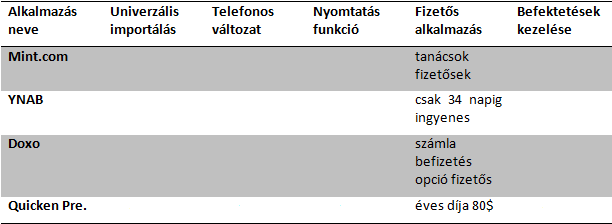 Alkalmazás Univerzális Telefonos Nyomtatás Fizetős Befektetések
neve importálás változat funkció alkalmazás kezelése
Mint.com tanácsok
fizetősek
YNAB csak 34 napig
ingyenes
Doxo számla
befizetés
opció fizetős
Quicken Pre. éves díja 80$